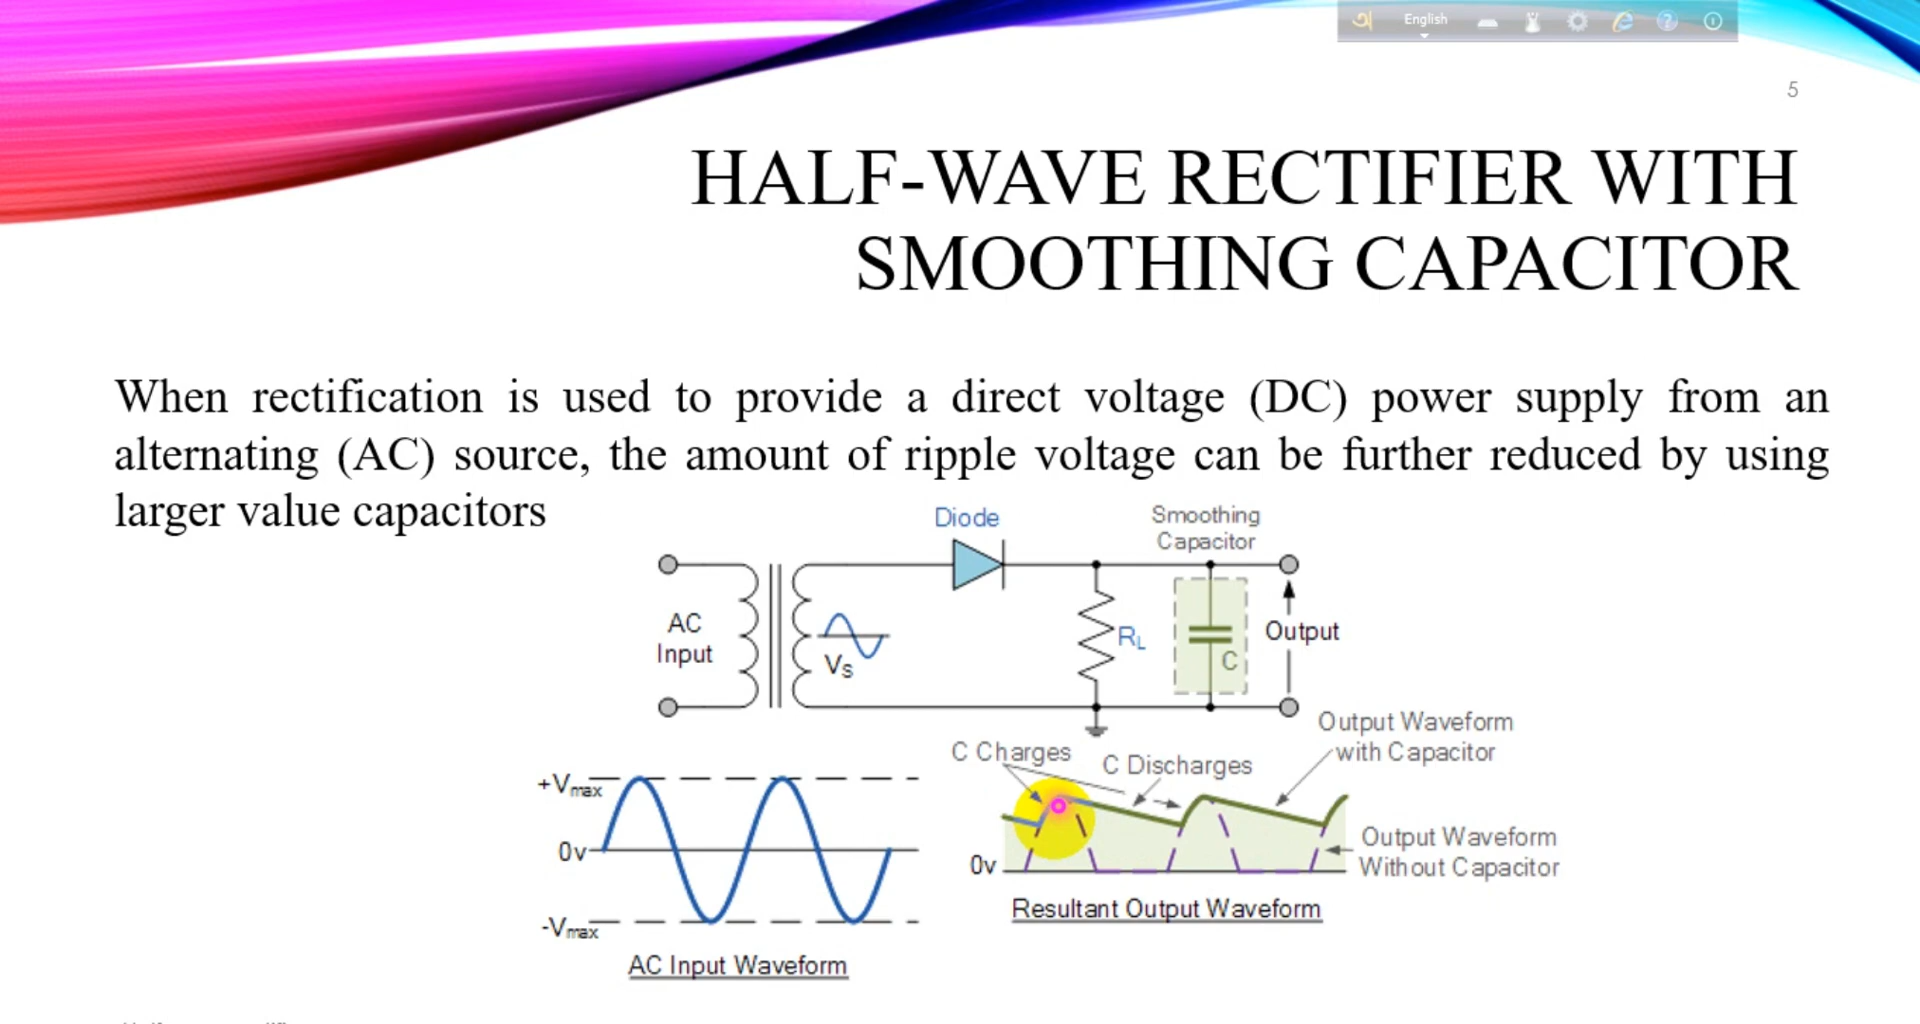 English
5
HALF-WAVE RECTIFIER WITH
SMOOTHING CAPACITOR
When rectification is used to provide a direct voltage (DC) power supply from an
alternating (AC) source, the amount of ripple voltage can be further reduced by using
larger value capacitors
Diode
Smoothing
Capacitor
AC
Input
Vs
RL
C
Output
Output Waveform
with Capacitor
C Charges
C Discharges
+Vmax
0v
-Vmax
AC Input Waveform
0v
Output Waveform
Without Capacitor
Resultant Output Waveform